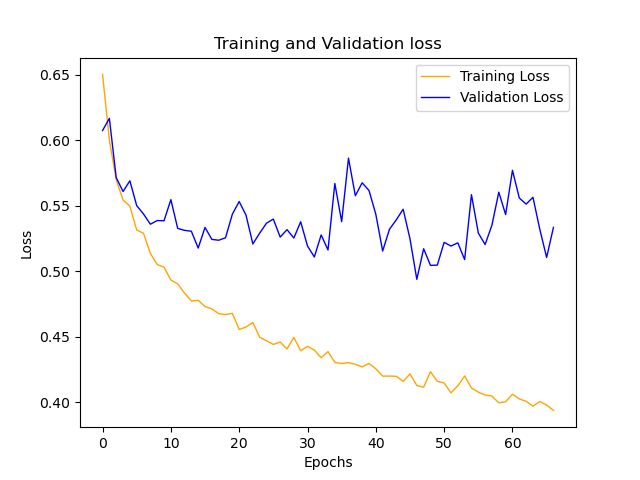 Training and Validation loss
Training Loss
Validation Loss
0.65
0.60
0.55
0.50
0.45
0.40
Loss
0 10 20 30 40 50 60
Epochs